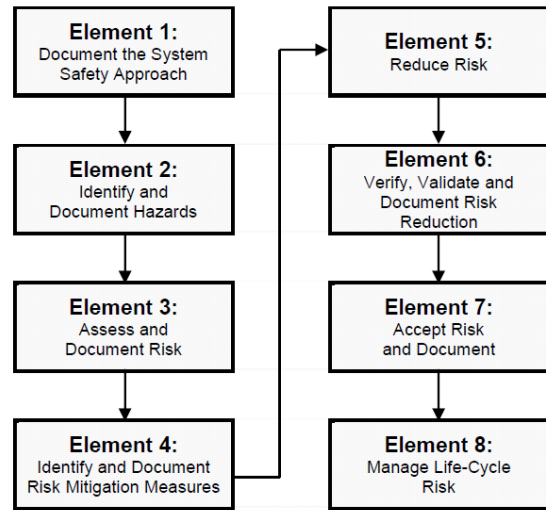 Element 1:
Document the System
Safety Approach
Element 2:
Identify and
Document Hazards
Element 3:
Assess and
Document Risk
Element 4:
Identify and Document
Risk Mitigation Measures
Element 5:
Reduce Risk
Element 6:
Verify, Validate and
Document Risk
Reduction
Element 7:
Accept Risk
and Document
Element 8:
Manage Life-Cycle
Risk